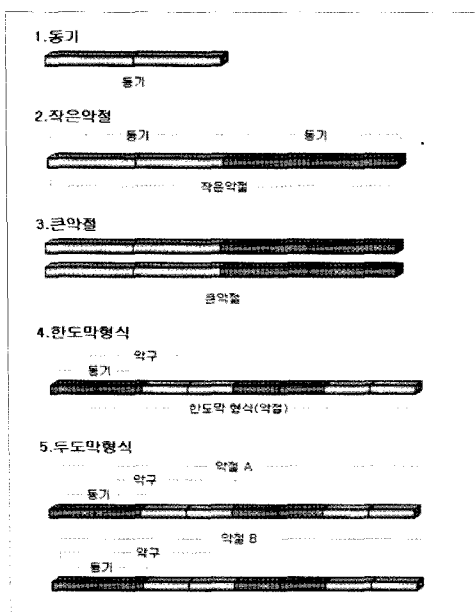 1.동기
동기
2.작은악절
동기 동기
작은악절
3.큰악절
큰악절
4.한도막형식
악구
동기
한도막 형식(악절)
5.두도막형식
악절 A
악구
동기
악절 B
악구
동기